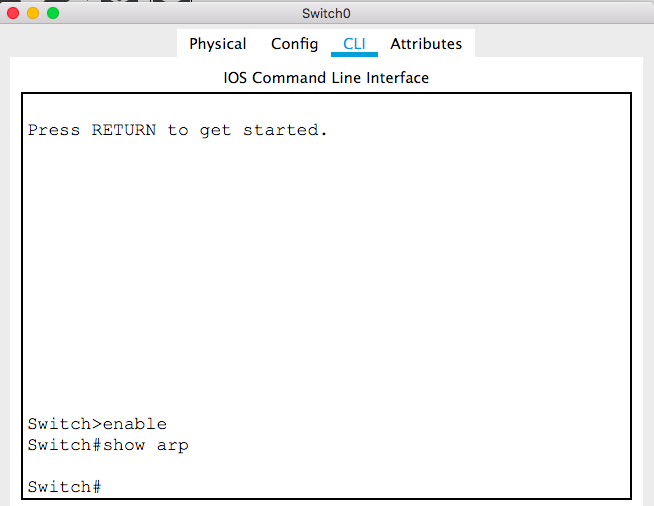 Switch0
Physical Config CLI Attributes
IOS Command Line Interface
Press RETURN to get started.
Switch>enable
Switch#show arp
Switch#